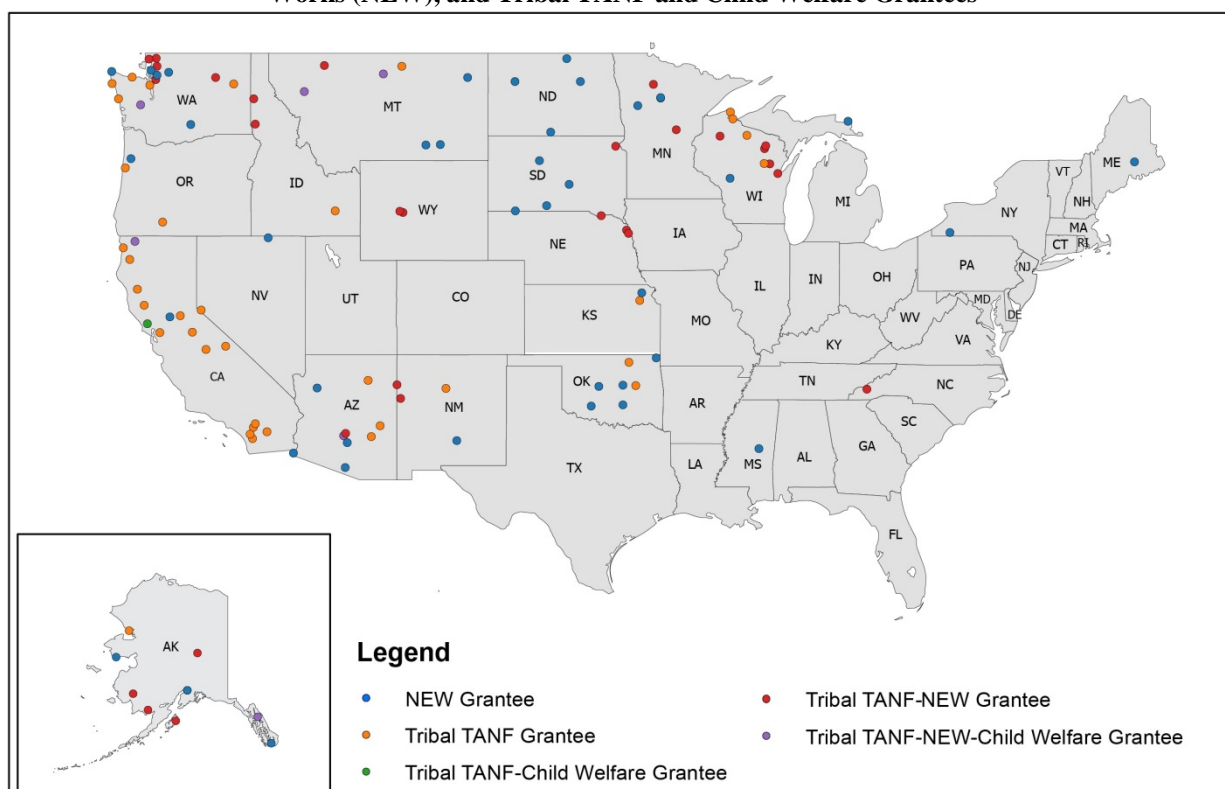 Works (NEW), and Tribal TANF and Child Welfare Grantees
WA
MT
ND
MN
ME
OR
ID
WY
SD
WI
MI
VT
NH
NY
MA
CT
RI
NV
UT
CO
NE
IA
IL
IN
OH
PA
NJ
MD
DE
WV
VA
KS
MO
KY
CA
AZ
NM
OK
AR
TN
NC
SC
TX
LA
MS
AL
GA
FL
AK
Legend
NEW Grantee
Tribal TANF Grantee
Tribal TANF-Child Welfare Grantee
Tribal TANF-NEW Grantee
Tribal TANF-NEW-Child Welfare Grantee